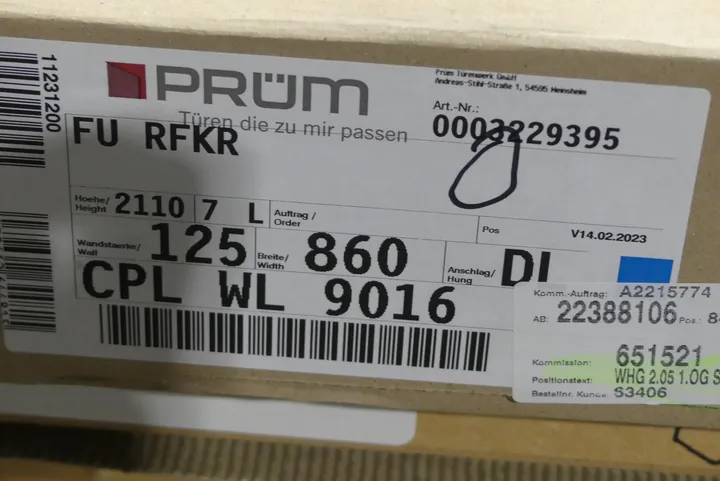 11231200
PRÜM
Türen die zu mir passen
Prüm Türenwerk GmbH
Andreas-Stihl-Straße 1, 54595 Weinsheim
Art.-Nr.:
0003229395
FU RFKR
Hoehe/
Height
2110
7
L
Auftrag /
Order
Pos
V14.02.2023
Wandstaerke/
Wall
125
Breite/
Width
860
Anschlag/
Hung
DI
CPL WL 9016
Komm.-Auftrag: A2215774
AB: 22388106 Pos.: 8
Kommission: 651521
Positionstext: WHG 2.05 1.OG S
Bestellnr. Kunde: S3406